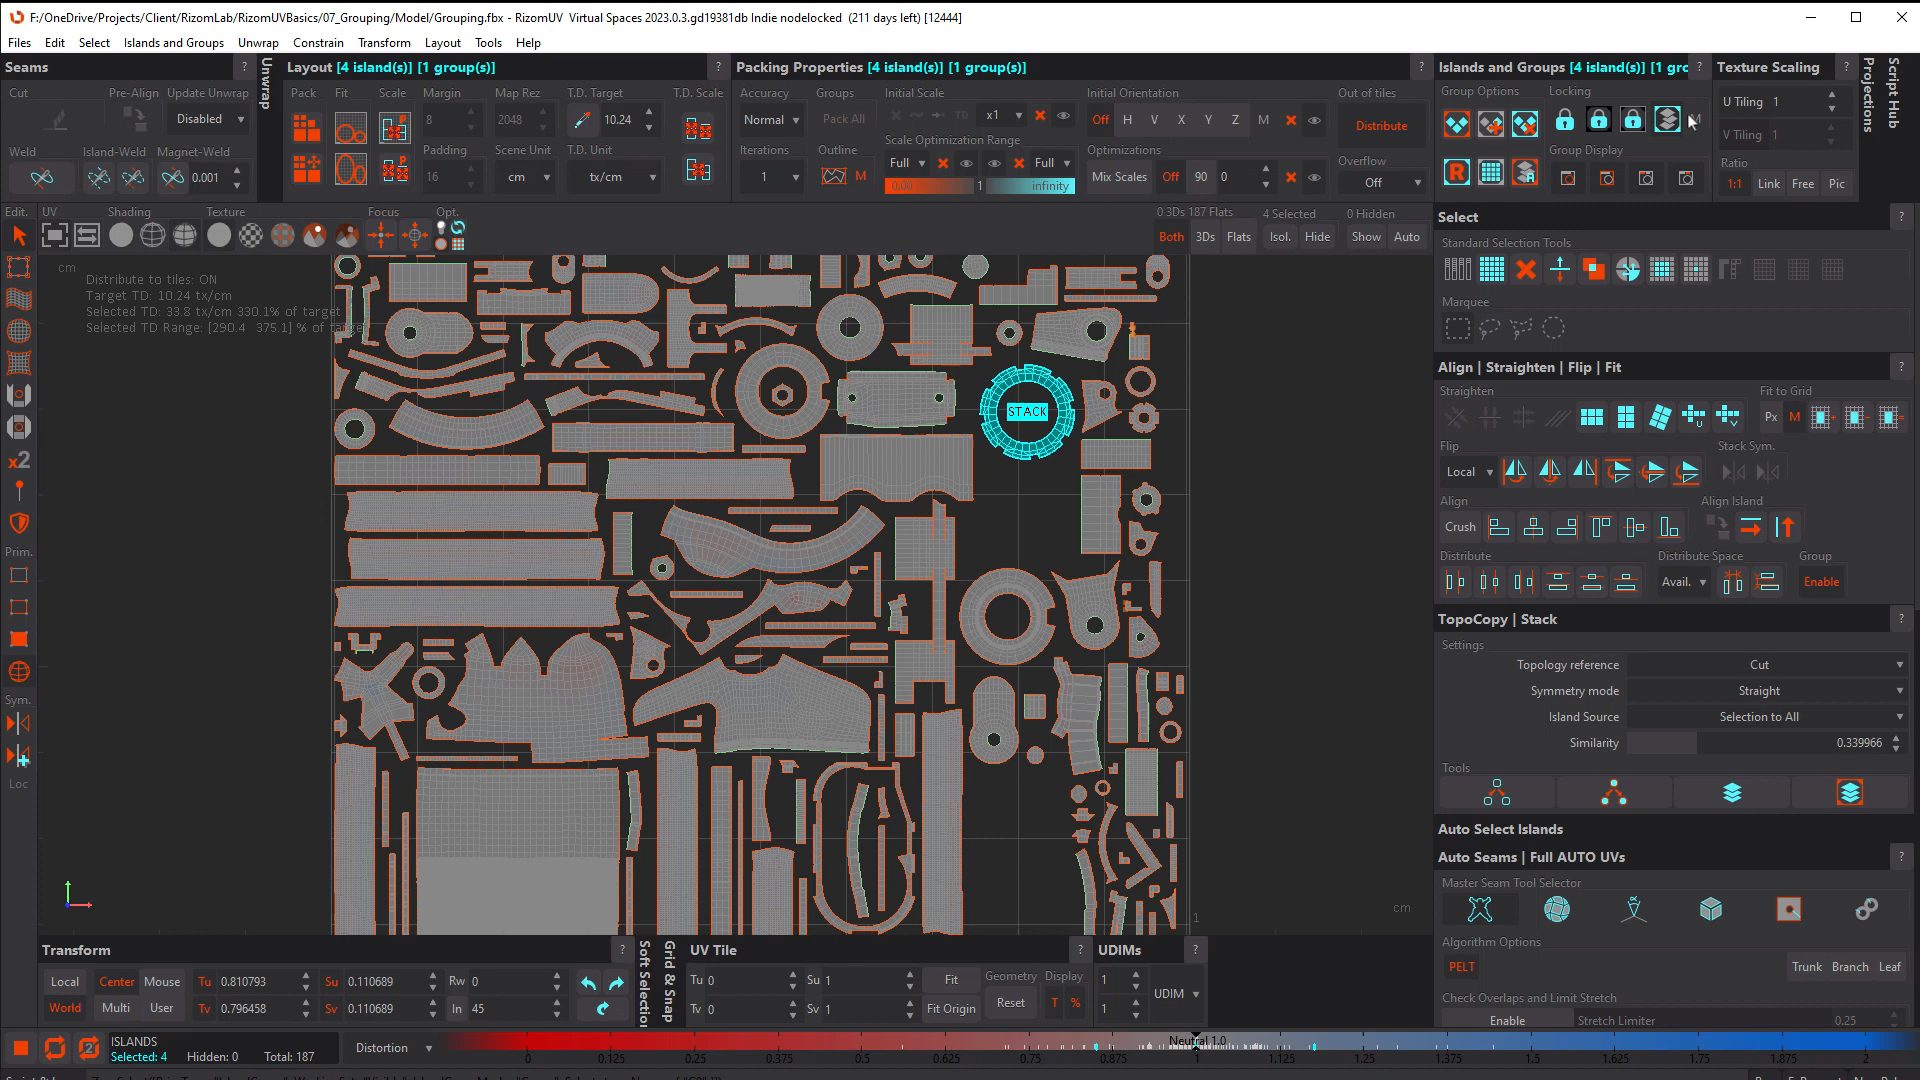 F:/OneDrive/Projects/Client/RizomLab/RizomUVBasics/07_Grouping/Model/Grouping.fbx - RizomUV Virtual Spaces 2023.0.3.gd19381db Indie nodelocked (211 days left) [12444]
Files Edit Select Islands and Groups Unwrap Constrain Transform Layout Tools Help
Seams ? Unwrap Layout [4 island(s)] [1 group(s)] ? Packing Properties [4 island(s)] [1 group(s)] ? Islands and Groups [4 island(s)] [1 grc ? Texture Scaling ? Projections Script Hub
Cut Pre-Align Update Unwrap Pack Fit Scale Margin Map Rez T.D. Target T.D. Scale Accuracy Groups Initial Scale Initial Orientation Out of tiles Group Options Locking
Disabled 8 2048 10.24 Normal Pack All TD x1 Off H V X Y Z M Distribute U Tiling 1
Weld Island-Weld Magnet-Weld Padding Scene Unit T.D. Unit Iterations Outline Scale Optimization Range Optimizations Overflow Group Display V Tiling 1
0.001 16 cm tx/cm 1 M Full Full Mix Scales Off 90 0 Off Ratio
0.00 1 infinity 1:1 Link Free Pic
Edit. UV Shading Texture Focus Opt. 0 3Ds 187 Flats 4 Selected 0 Hidden
Both 3Ds Flats Isol. Hide Show Auto
Select ?
Standard Selection Tools
Marquee
cm
Distribute to tiles: ON
Target TD: 10.24 tx/cm
Selected TD: 33.8 tx/cm 330.1% of target
Selected TD Range: [290.4 375.1] % of target
STACK
x2
Prim.
Sym.
Loc
1
cm
Align | Straighten | Flip | Fit ?
Straighten Fit to Grid
Px M
Flip Stack Sym.
Local
Align Align Island
Crush
Distribute Distribute Space Group
Avail. Enable
TopoCopy | Stack ?
Settings
Topology reference Cut
Symmetry mode Straight
Island Source Selection to All
Similarity 0.339966
Tools
Auto Select Islands
Auto Seams | Full AUTO UVs ?
Master Seam Tool Selector
Algorithm Options
PELT Trunk Branch Leaf
Check Overlaps and Limit Stretch
Enable Stretch Limiter 0.25
Transform ? Soft Selection Grid & Snap UV Tile ? UDIMs ?
Local Center Mouse Tu 0.810793 Su 0.110689 Rw 0 Tu 0 Su 1 Fit Geometry Display 1
World Multi User Tv 0.796458 Sv 0.110689 In 45 Tv 0 Sv 1 Fit Origin Reset T % 1 UDIM
ISLANDS
Selected: 4 Hidden: 0 Total: 187 Distortion Neutral 1.0
0 0.125 0.25 0.375 0.5 0.625 0.75 0.875 1 1.125 1.25 1.375 1.5 1.625 1.75 1.875 2